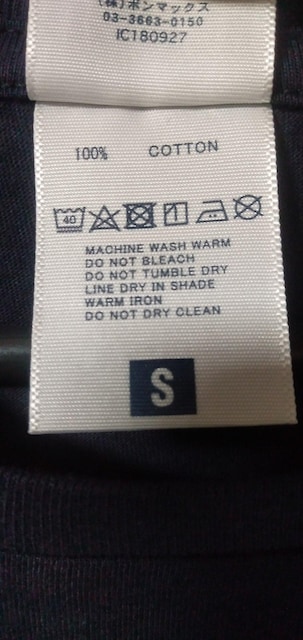 (株)ボンマックス
03-3663-0150
IC180927
100% COTTON
40
MACHINE WASH WARM
DO NOT BLEACH
DO NOT TUMBLE DRY
LINE DRY IN SHADE
WARM IRON
DO NOT DRY CLEAN
S